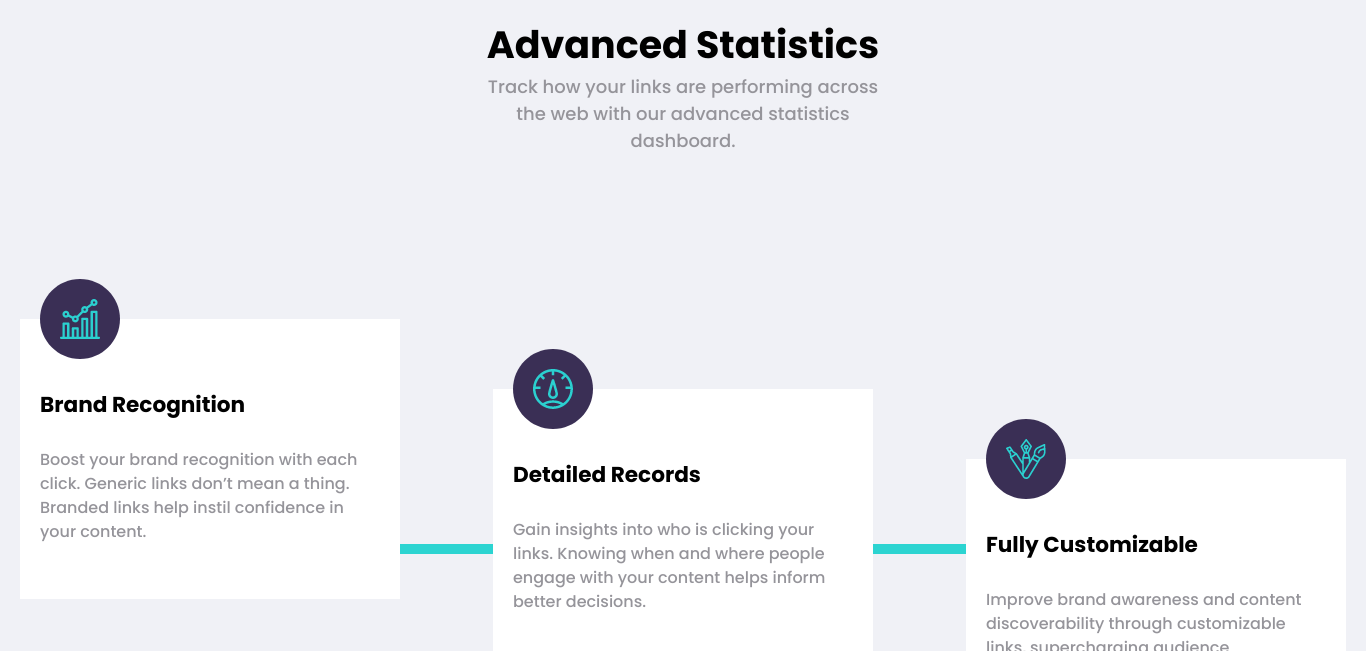 Advanced Statistics
Track how your links are performing across
the web with our advanced statistics
dashboard.
Brand Recognition
Boost your brand recognition with each
click. Generic links don’t mean a thing.
Branded links help instil confidence in
your content.
Detailed Records
Gain insights into who is clicking your
links. Knowing when and where people
engage with your content helps inform
better decisions.
Fully Customizable
Improve brand awareness and content
discoverability through customizable
links, supercharging audience